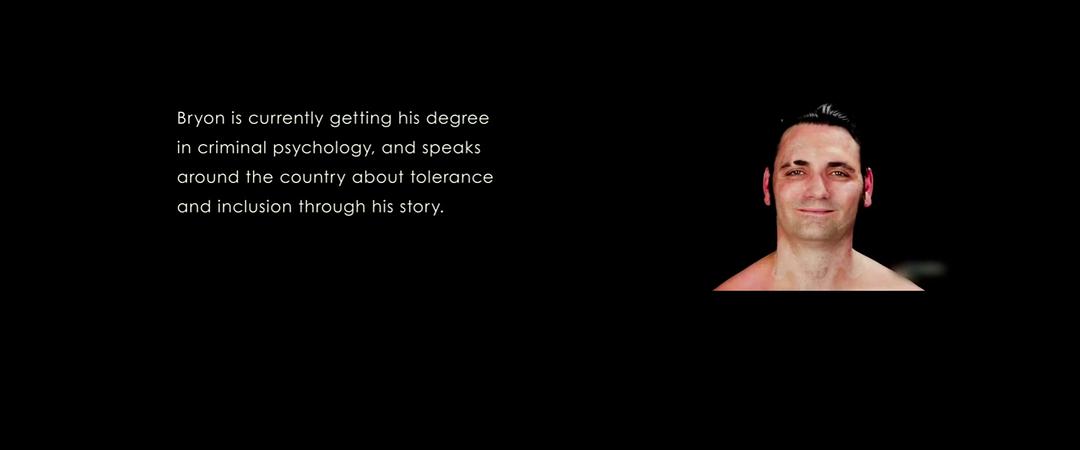 Bryon is currently getting his degree
in criminal psychology, and speaks
around the country about tolerance
and inclusion through his story.